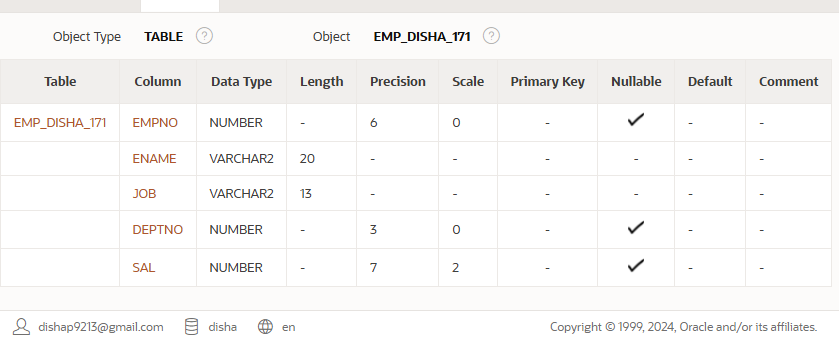 Object Type TABLE ? Object EMP_DISHA_171 ?
Table Column Data Type Length Precision Scale Primary Key Nullable Default Comment
EMP_DISHA_171 EMPNO NUMBER - 6 0 - ✓ - -
ENAME VARCHAR2 20 - - - - - -
JOB VARCHAR2 13 - - - - - -
DEPTNO NUMBER - 3 0 - ✓ - -
SAL NUMBER - 7 2 - ✓ - -
dishap9213@gmail.com disha en Copyright © 1999, 2024, Oracle and/or its affiliates.